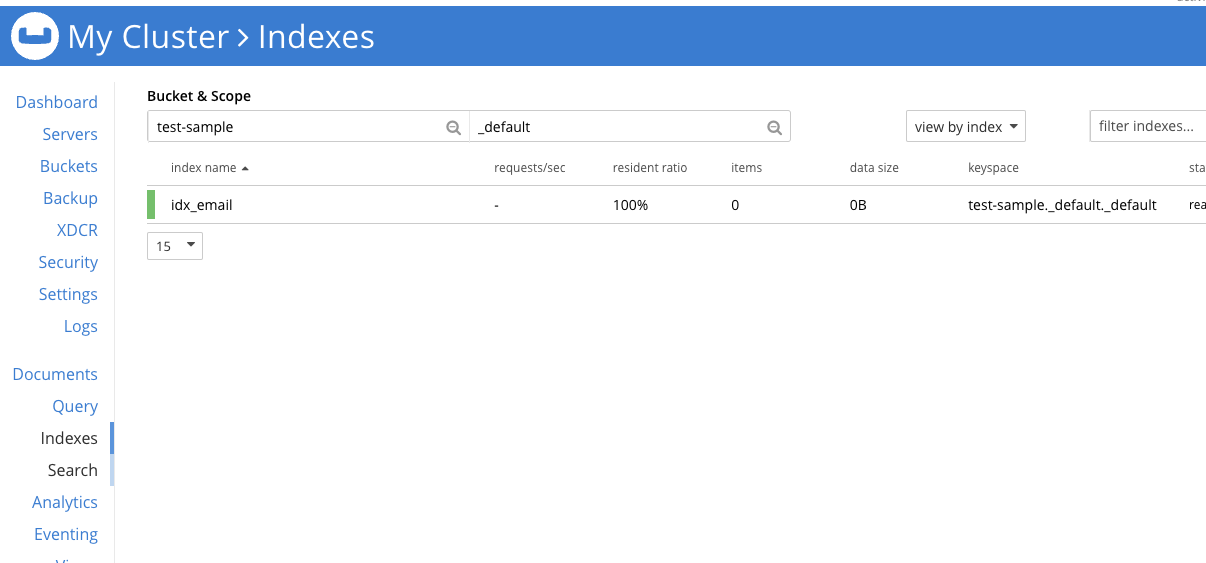 My Cluster > Indexes
Dashboard
Servers
Buckets
Backup
XDCR
Security
Settings
Logs
Documents
Query
Indexes
Search
Analytics
Eventing
Bucket & Scope
test-sample _default view by index filter indexes...
index name requests/sec resident ratio items data size keyspace sta
idx_email - 100% 0 0B test-sample._default._default rea
15